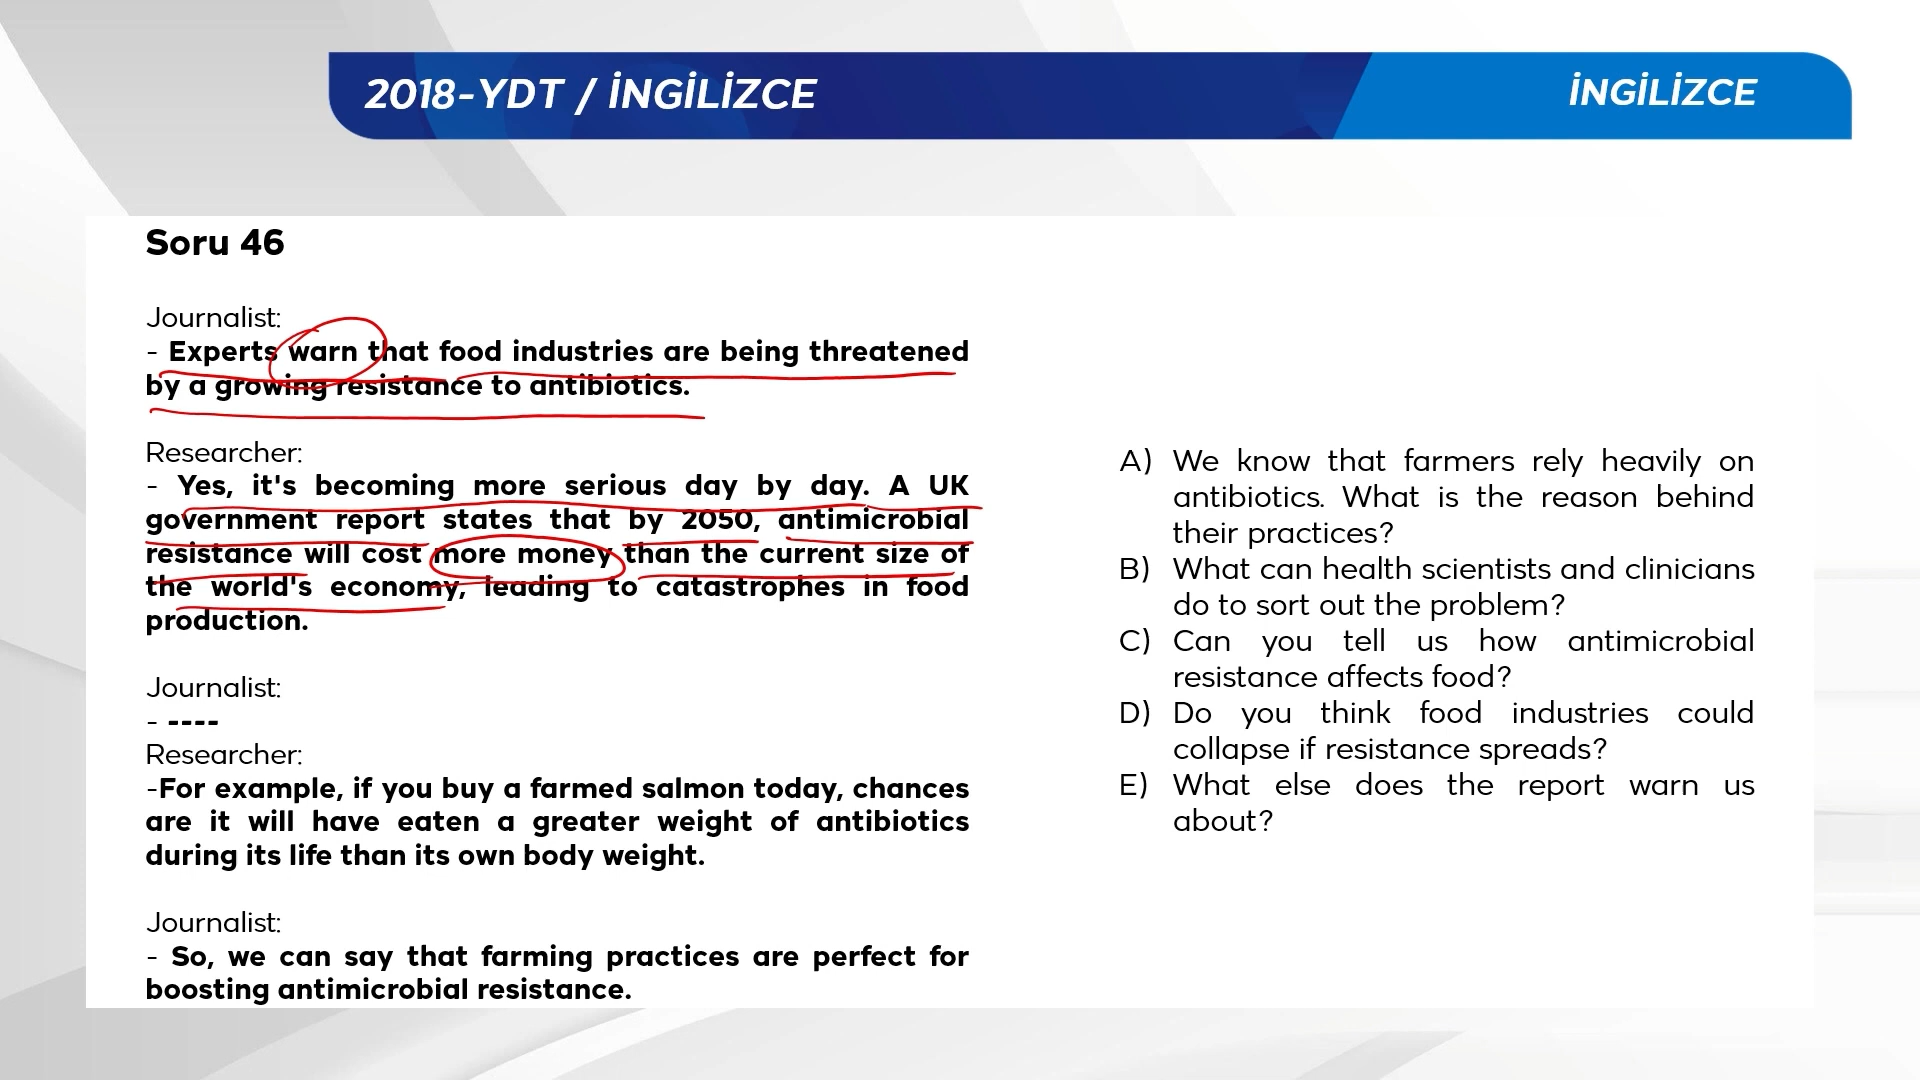 2018-YDT / İNGİLİZCE
İNGİLİZCE
Soru 46
Journalist:
- Experts warn that food industries are being threatened
by a growing resistance to antibiotics.
Researcher:
- Yes, it's becoming more serious day by day. A UK
government report states that by 2050, antimicrobial
resistance will cost more money than the current size of
the world's economy, leading to catastrophes in food
production.
Journalist:
- ----
Researcher:
-For example, if you buy a farmed salmon today, chances
are it will have eaten a greater weight of antibiotics
during its life than its own body weight.
Journalist:
- So, we can say that farming practices are perfect for
boosting antimicrobial resistance.
A) We know that farmers rely heavily on
antibiotics. What is the reason behind
their practices?
B) What can health scientists and clinicians
do to sort out the problem?
C) Can you tell us how antimicrobial
resistance affects food?
D) Do you think food industries could
collapse if resistance spreads?
E) What else does the report warn us
about?